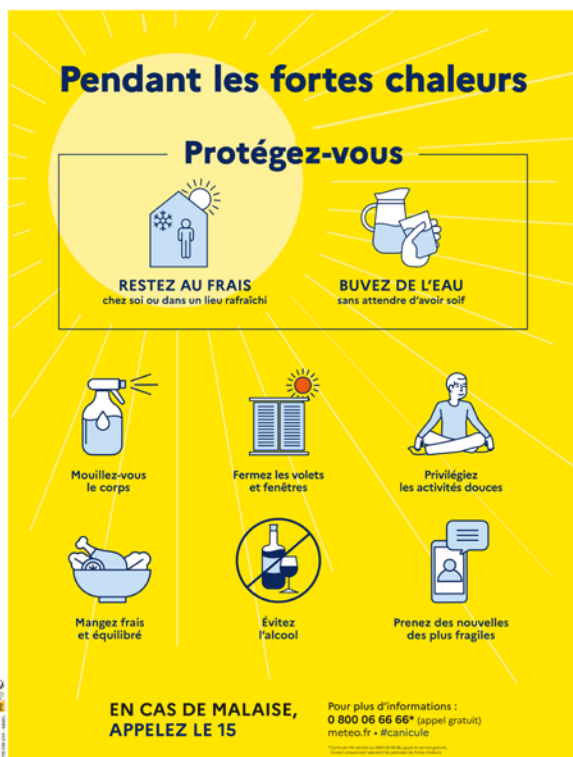 Pendant les fortes chaleurs
Protégez-vous
RESTEZ AU FRAIS
chez soi ou dans un lieu rafraîchi
BUVEZ DE L'EAU
sans attendre d'avoir soif
Mouillez-vous
le corps
Fermez les volets
et fenêtres
Privilégiez
les activités douces
Mangez frais
et équilibré
Évitez
l'alcool
Prenez des nouvelles
des plus fragiles
EN CAS DE MALAISE,
APPELEZ LE 15
Pour plus d'informations :
0 800 06 66 66* (appel gratuit)
meteo.fr • #canicule